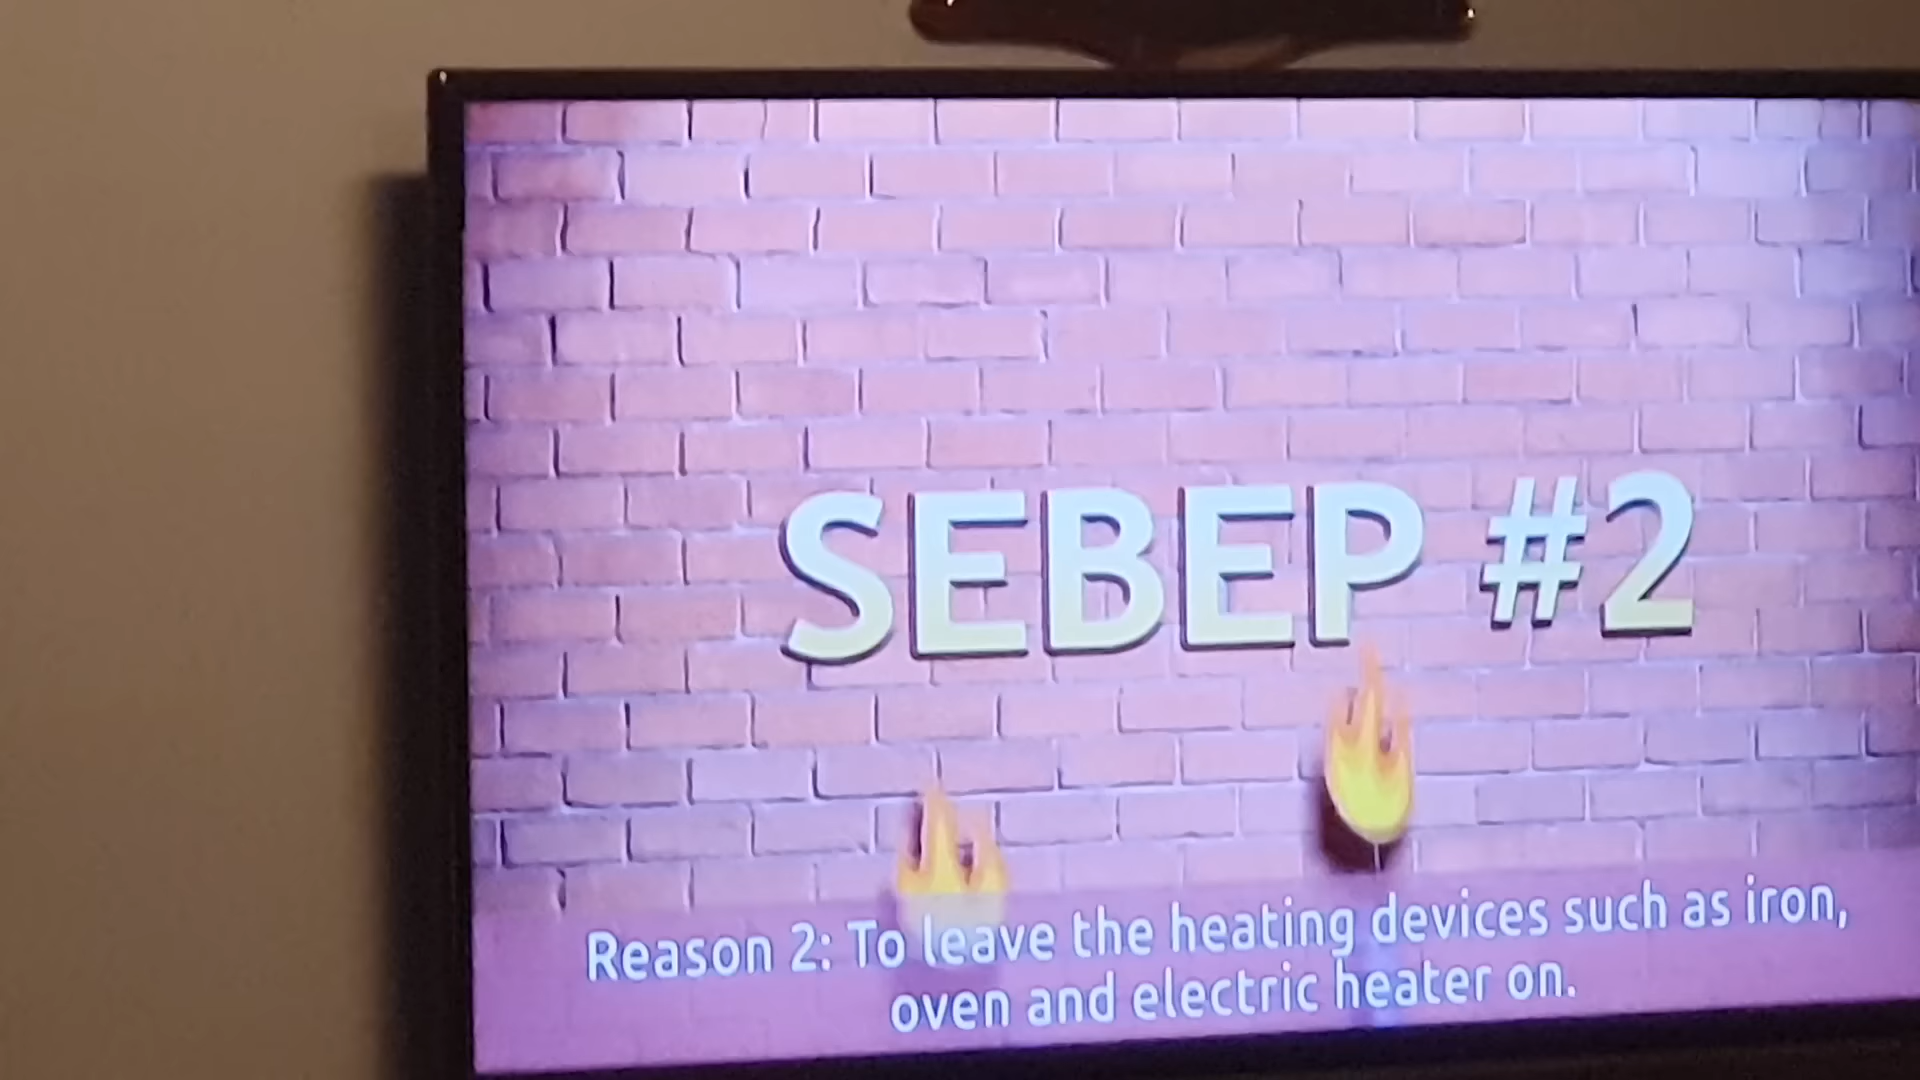 SEBEP #2
Reason 2: To leave the heating devices such as iron,
oven and electric heater on.